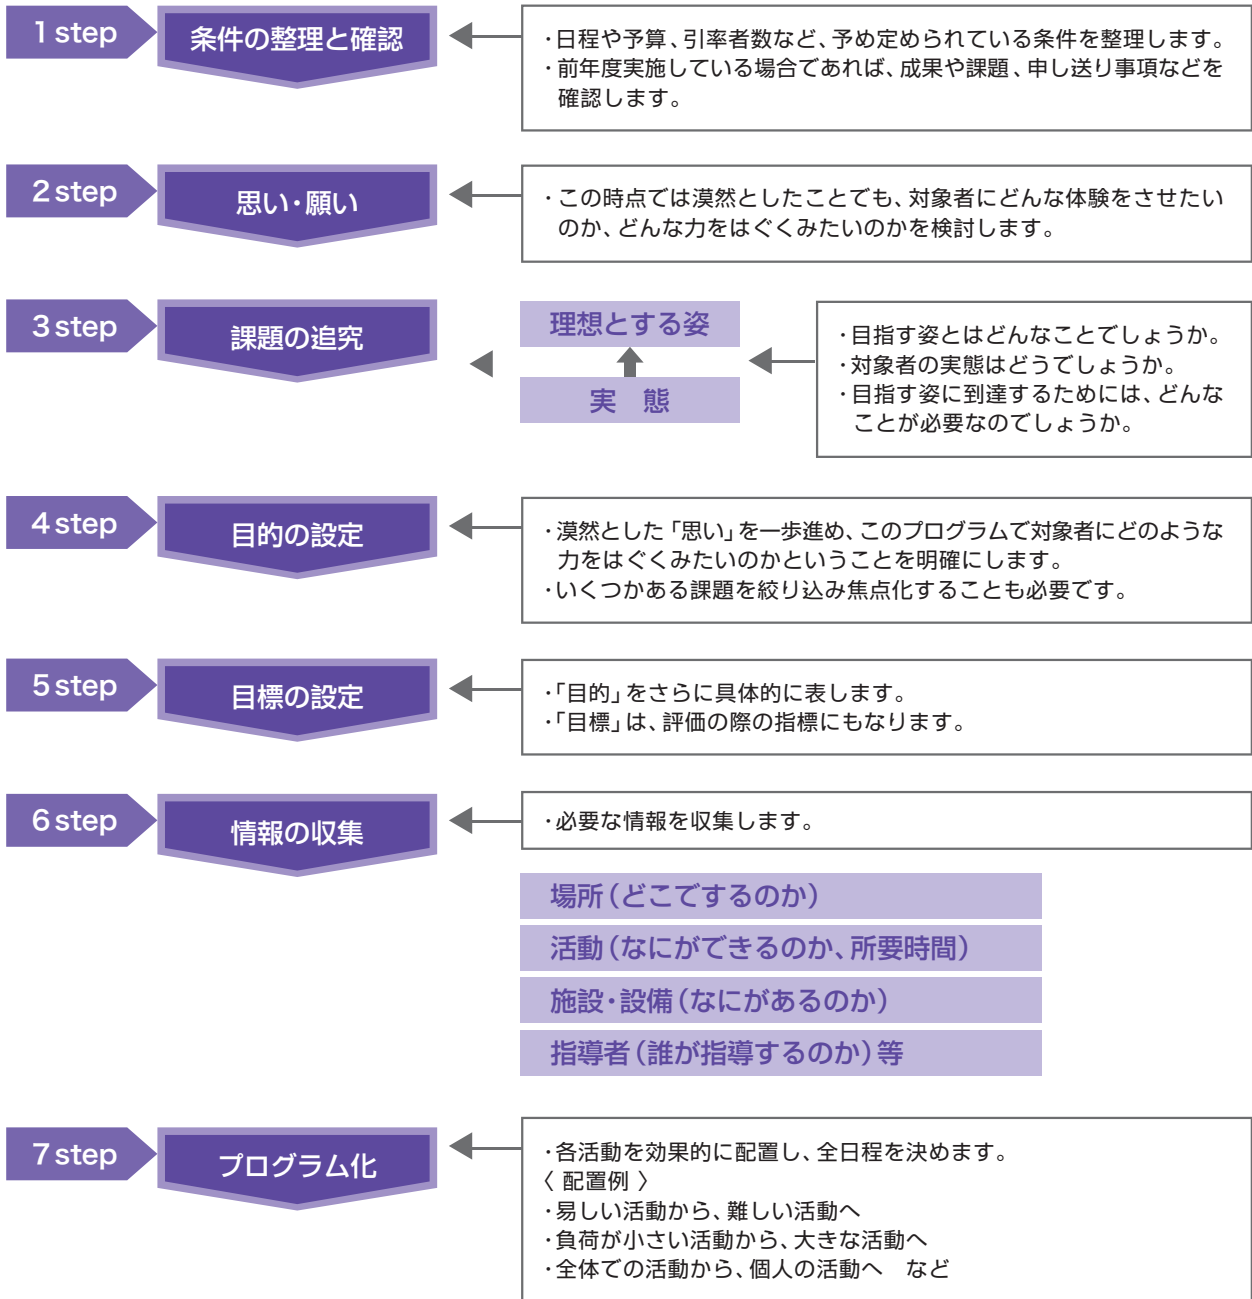 1 step
条件の整理と確認
・日程や予算、引率者数など、予め定められている条件を整理します。
・前年度実施している場合であれば、成果や課題、申し送り事項などを
確認します。
2 step
思い・願い
・この時点では漠然としたことでも、対象者にどんな体験をさせたい
のか、どんな力をはぐくみたいのかを検討します。
3 step
課題の追究
理想とする姿
実 態
・目指す姿とはどんなことでしょうか。
・対象者の実態はどうでしょうか。
・目指す姿に到達するためには、どんな
ことが必要なのでしょうか。
4 step
目的の設定
・漠然とした「思い」を一歩進め、このプログラムで対象者にどのような
力をはぐくみたいのかということを明確にします。
・いくつかある課題を絞り込み焦点化することも必要です。
5 step
目標の設定
・「目的」をさらに具体的に表します。
・「目標」は、評価の際の指標にもなります。
6 step
情報の収集
・必要な情報を収集します。
場所（どこでするのか）
活動（なにができるのか、所要時間）
施設・設備（なにがあるのか）
指導者（誰が指導するのか）等
7 step
プログラム化
・各活動を効果的に配置し、全日程を決めます。
〈 配置例 〉
・易しい活動から、難しい活動へ
・負荷が小さい活動から、大きな活動へ
・全体での活動から、個人の活動へ　など